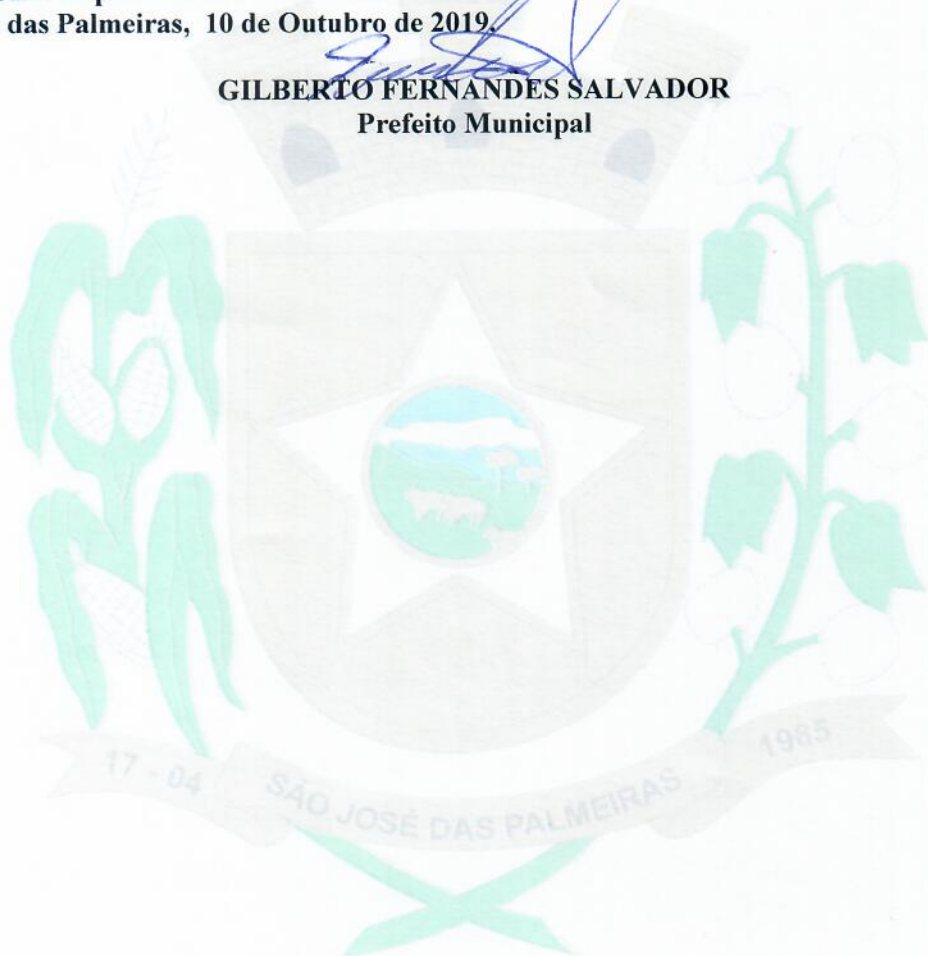 das Palmeiras, 10 de Outubro de 2019.
GILBERTO FERNANDES SALVADOR
Prefeito Municipal
17 - 04
SÃO JOSÉ DAS PALMEIRAS
1985